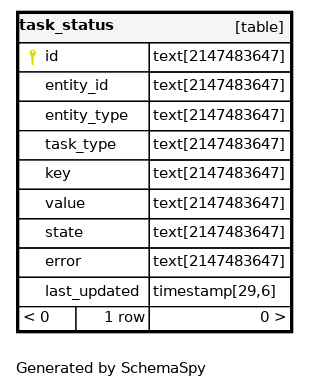 task_status [table]
id text[2147483647]
entity_id text[2147483647]
entity_type text[2147483647]
task_type text[2147483647]
key text[2147483647]
value text[2147483647]
state text[2147483647]
error text[2147483647]
last_updated timestamp[29,6]
< 0 1 row 0 >
Generated by SchemaSpy